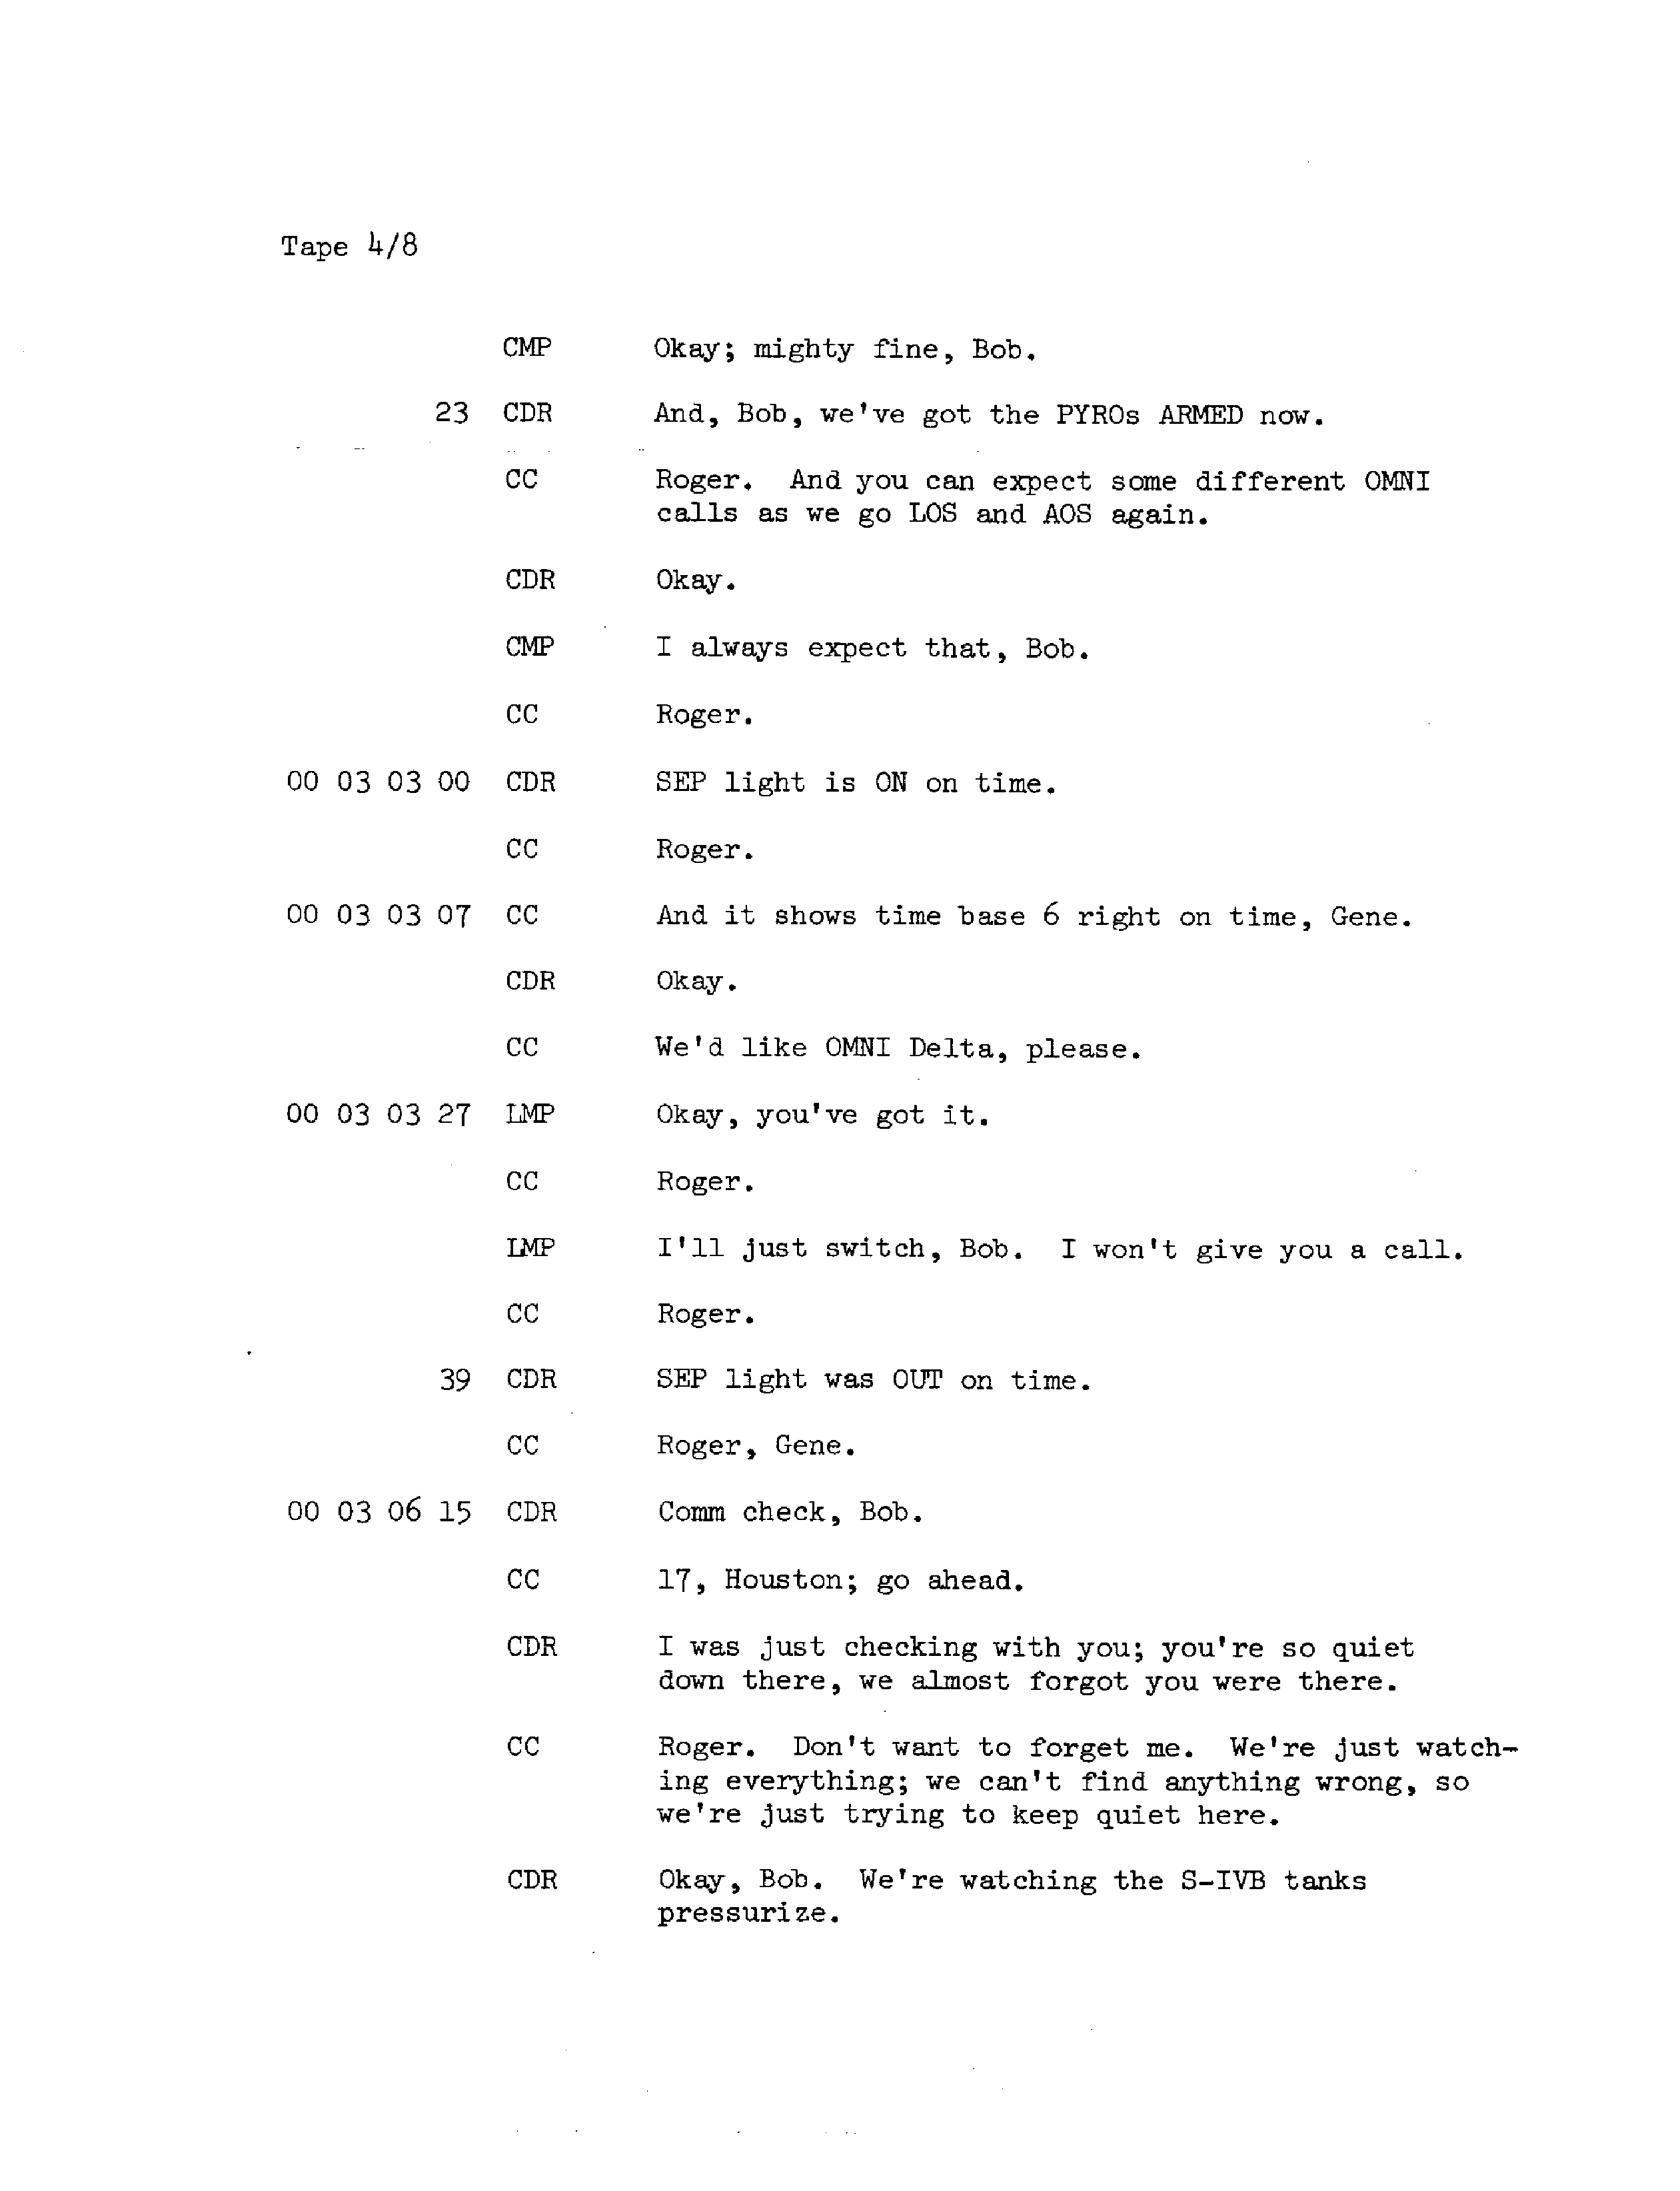 Tape 4/8
CMP Okay; mighty fine, Bob.
23 CDR And, Bob, we've got the PYROs ARMED now.
CC Roger. And you can expect some different OMNI
calls as we go LOS and AOS again.
CDR Okay.
CMP I always expect that, Bob.
CC Roger.
00 03 03 00 CDR SEP light is ON on time.
CC Roger.
00 03 03 07 CC And it shows time base 6 right on time, Gene.
CDR Okay.
CC We'd like OMNI Delta, please.
00 03 03 27 LMP Okay, you've got it.
CC Roger.
LMP I'll just switch, Bob. I won't give you a call.
CC Roger.
39 CDR SEP light was OUT on time.
CC Roger, Gene.
00 03 06 15 CDR Comm check, Bob.
CC 17, Houston; go ahead.
CDR I was just checking with you; you're so quiet
down there, we almost forgot you were there.
CC Roger. Don't want to forget me. We're just watch-
ing everything; we can't find anything wrong, so
we're just trying to keep quiet here.
CDR Okay, Bob. We're watching the S-IVB tanks
pressurize.